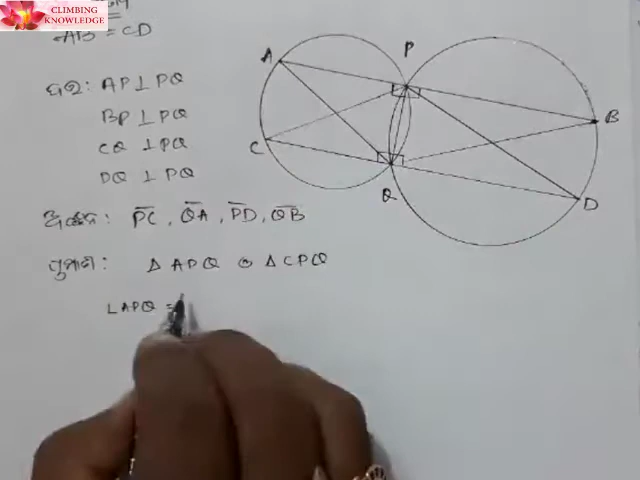 CLIMBING
KNOWLEDGE
AB = CD
ଦତ୍ତ: AP ⊥ PQ
BP ⊥ PQ
CQ ⊥ PQ
DQ ⊥ PQ
ଅଙ୍କନ: PC, QA, PD, QB
ପ୍ରମାଣ: Δ APQ ଓ Δ CPQ
∠APQ =
A
P
B
C
Q
D